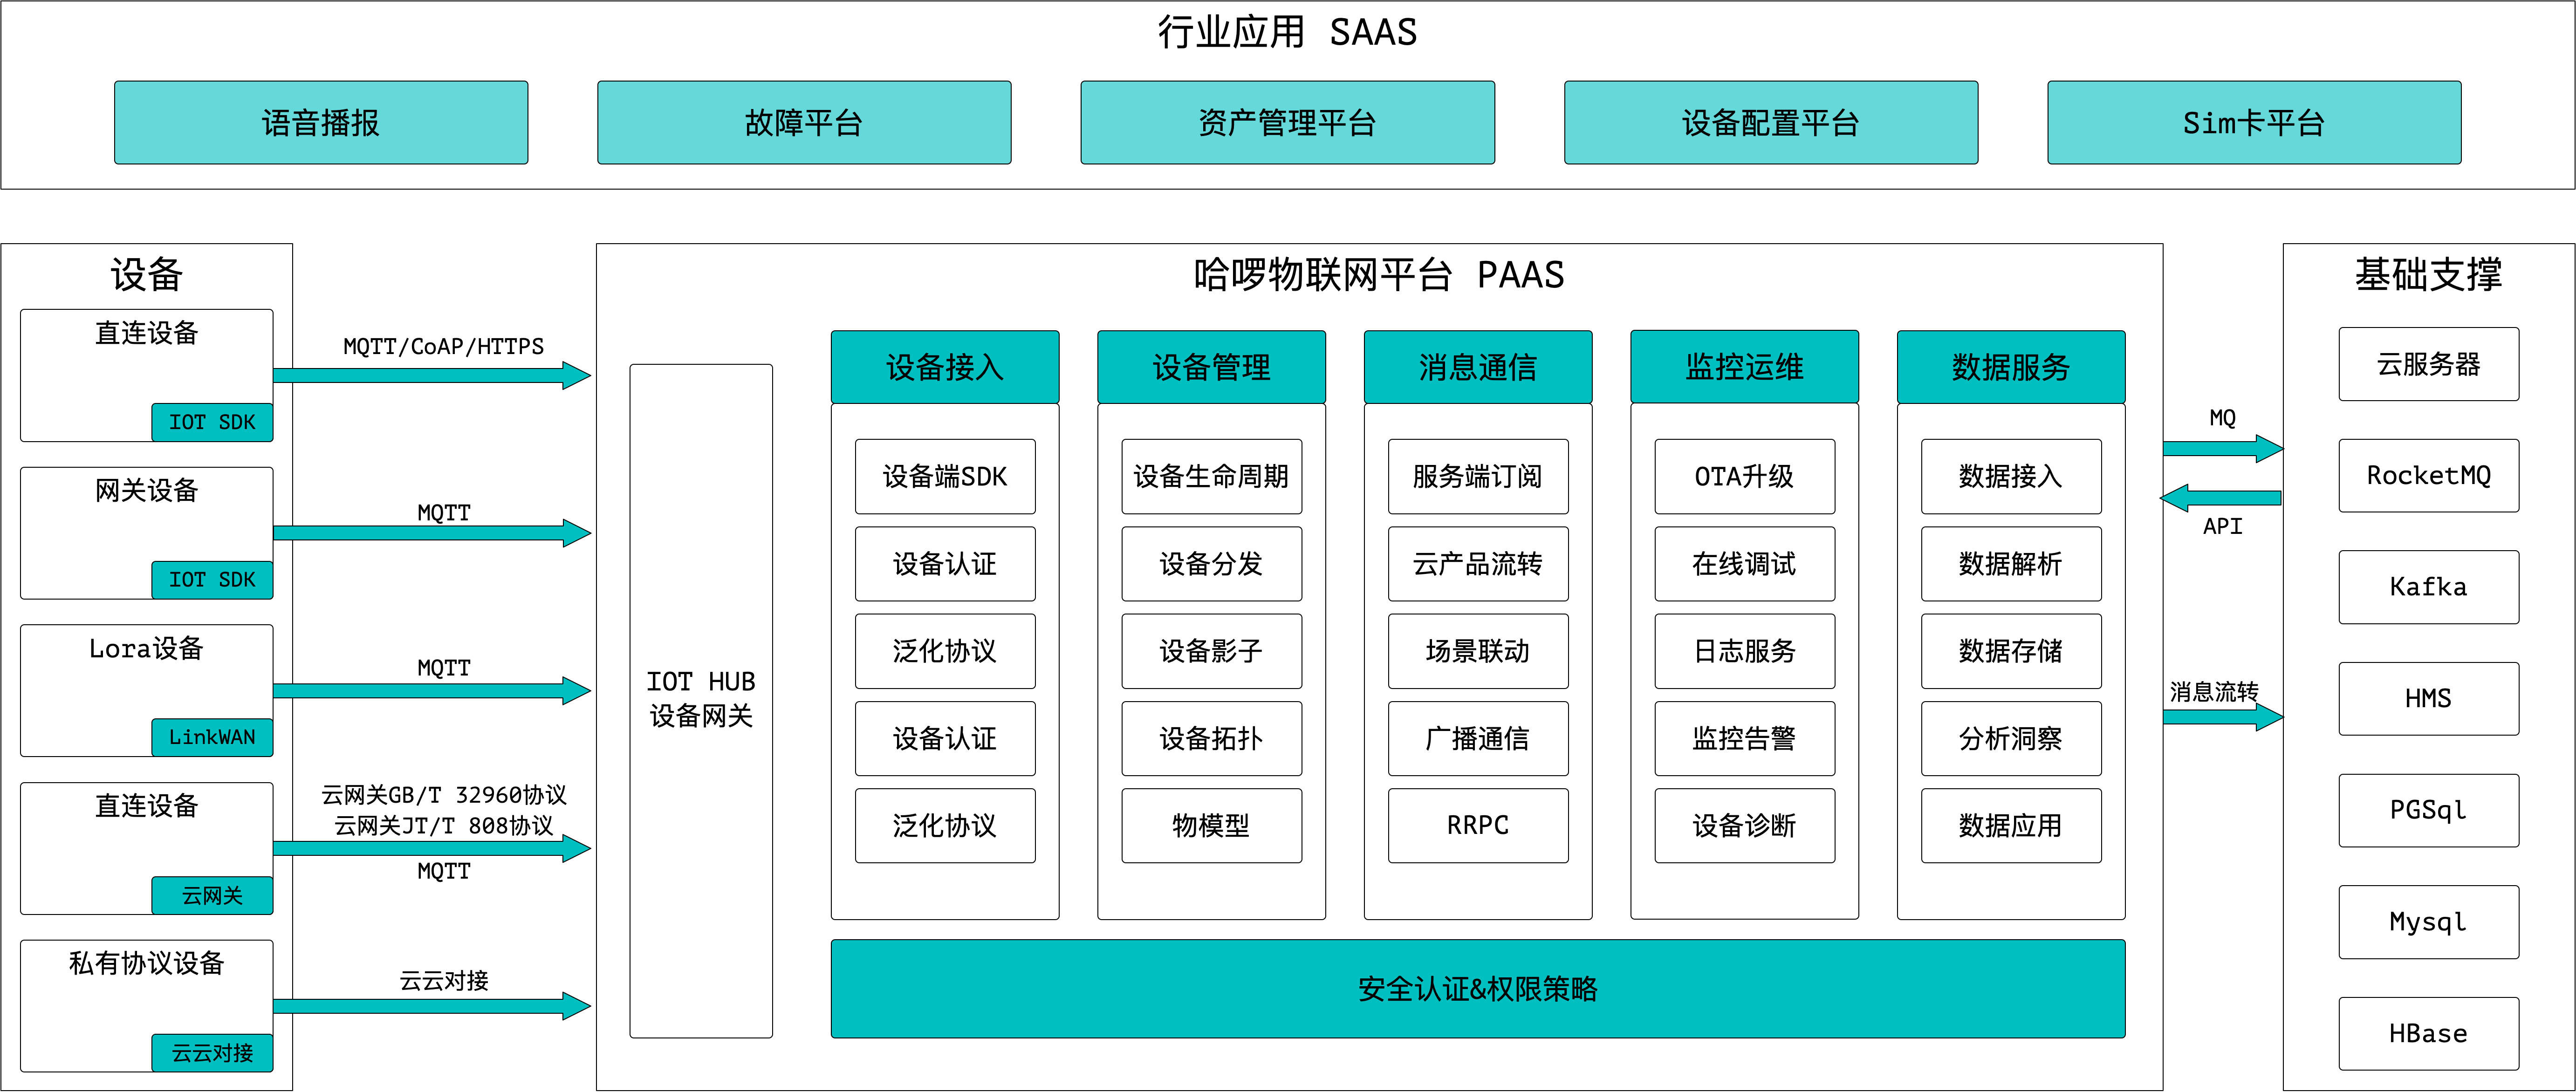 行业应用 SAAS
语音播报
故障平台
资产管理平台
设备配置平台
Sim卡平台
设备
直连设备
IOT SDK
网关设备
IOT SDK
Lora设备
LinkWAN
直连设备
云网关
私有协议设备
云云对接
MQTT/CoAP/HTTPS
MQTT
MQTT
云网关GB/T 32960协议
云网关JT/T 808协议
MQTT
云云对接
哈啰物联网平台 PAAS
IOT HUB
设备网关
设备接入
设备端SDK
设备认证
泛化协议
设备认证
泛化协议
设备管理
设备生命周期
设备分发
设备影子
设备拓扑
物模型
消息通信
服务端订阅
云产品流转
场景联动
广播通信
RRPC
监控运维
OTA升级
在线调试
日志服务
监控告警
设备诊断
数据服务
数据接入
数据解析
数据存储
分析洞察
数据应用
安全认证&权限策略
MQ
API
消息流转
基础支撑
云服务器
RocketMQ
Kafka
HMS
PGSql
Mysql
HBase